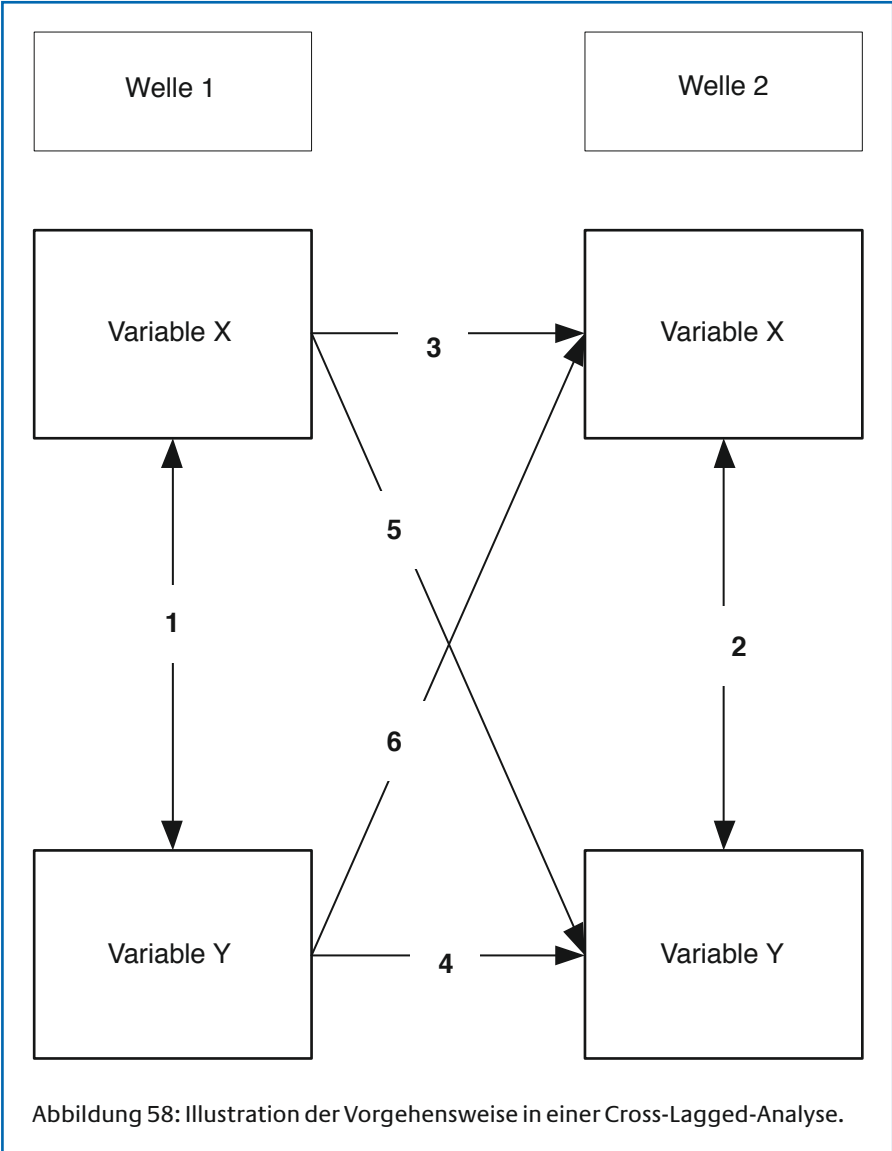 Welle 1
Welle 2
Variable X
Variable X
3
5
1
2
6
Variable Y
Variable Y
4
Abbildung 58: Illustration der Vorgehensweise in einer Cross-Lagged-Analyse.